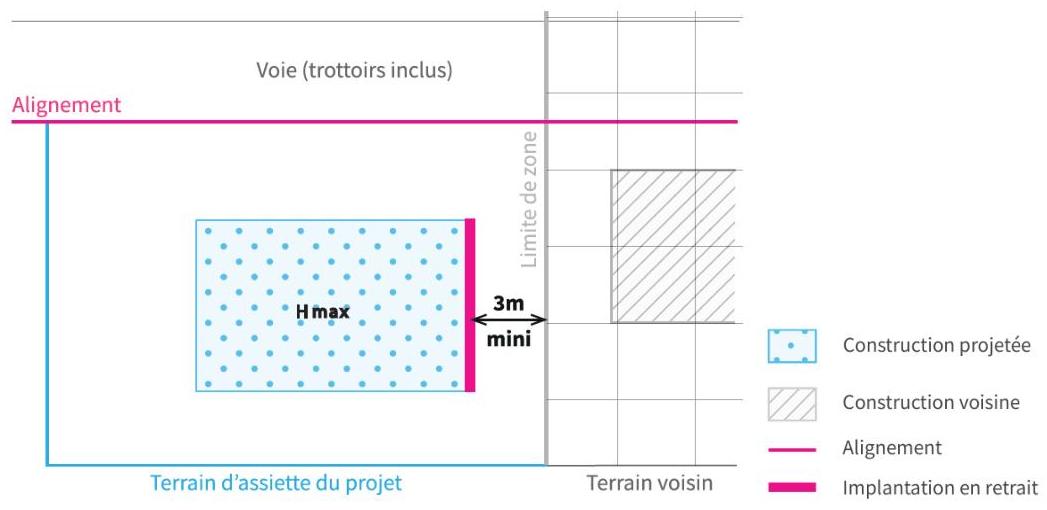 Voie (trottoirs inclus)
Alignement
Limite de zone
H max
3m
mini
Terrain d’assiette du projet
Terrain voisin
Construction projetée
Construction voisine
Alignement
Implantation en retrait